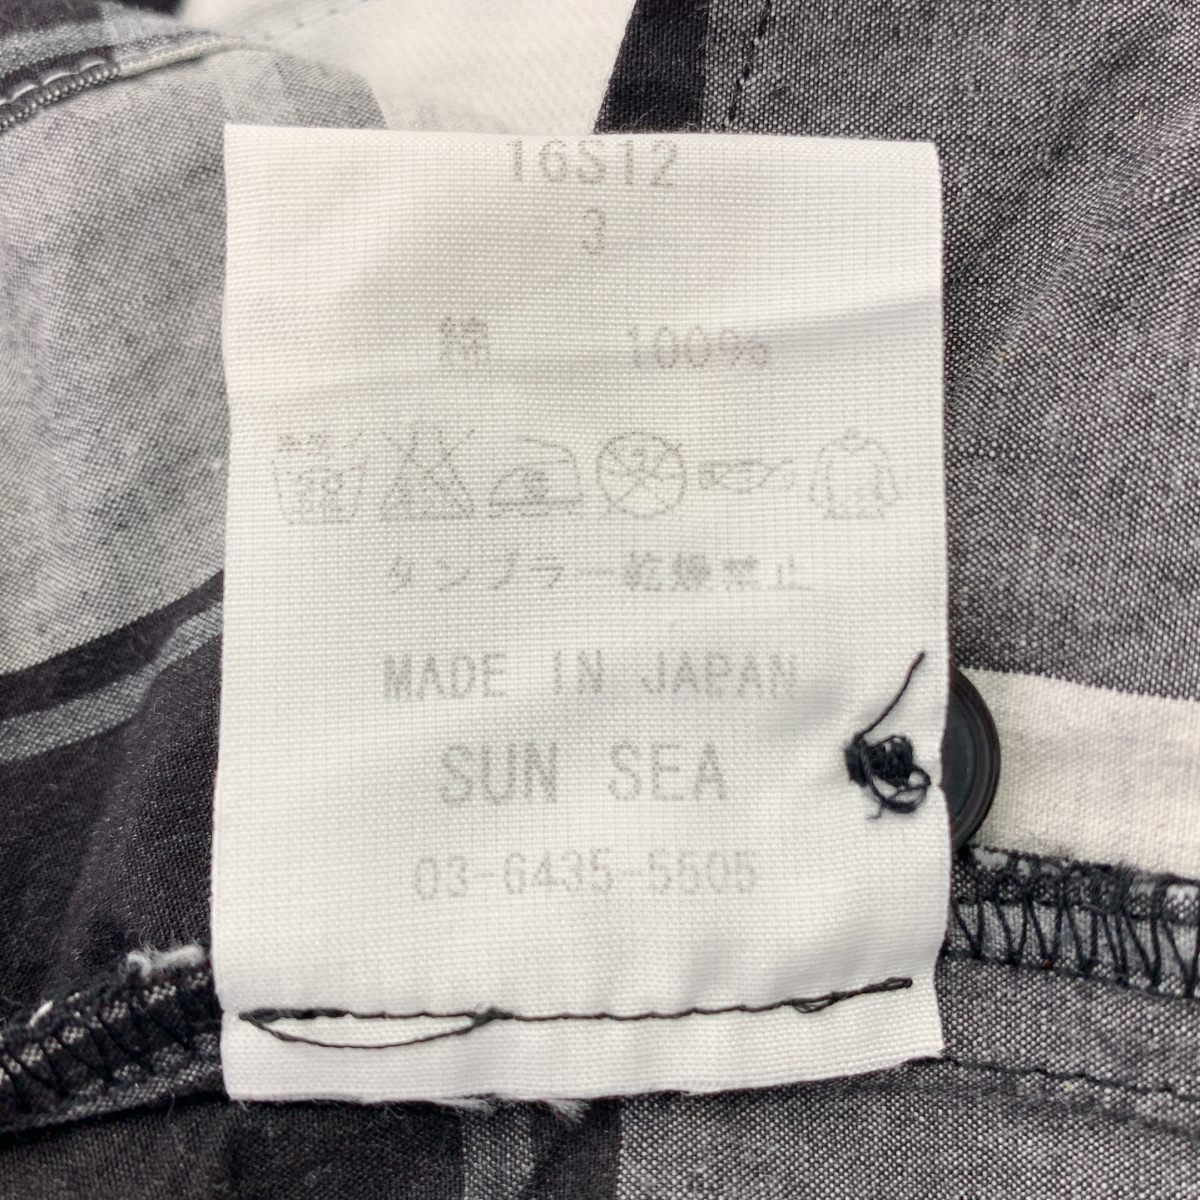 16S12
3
綿 100%
タンブラー乾燥禁止
MADE IN JAPAN
SUN SEA
03-6435-5505